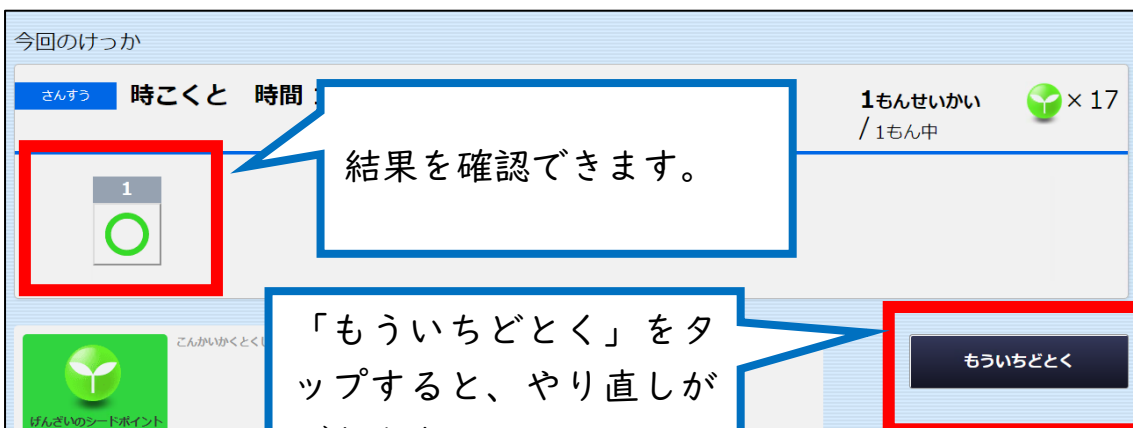 今回のけっか
さんすう 時こくと 時間
1もんせいかい ×17
/ 1もん中
結果を確認できます。
1
「もういちどとく」をタ
ップすると、やり直しが
こんかいかくとく
もういちどとく
げんざいのシードポイント